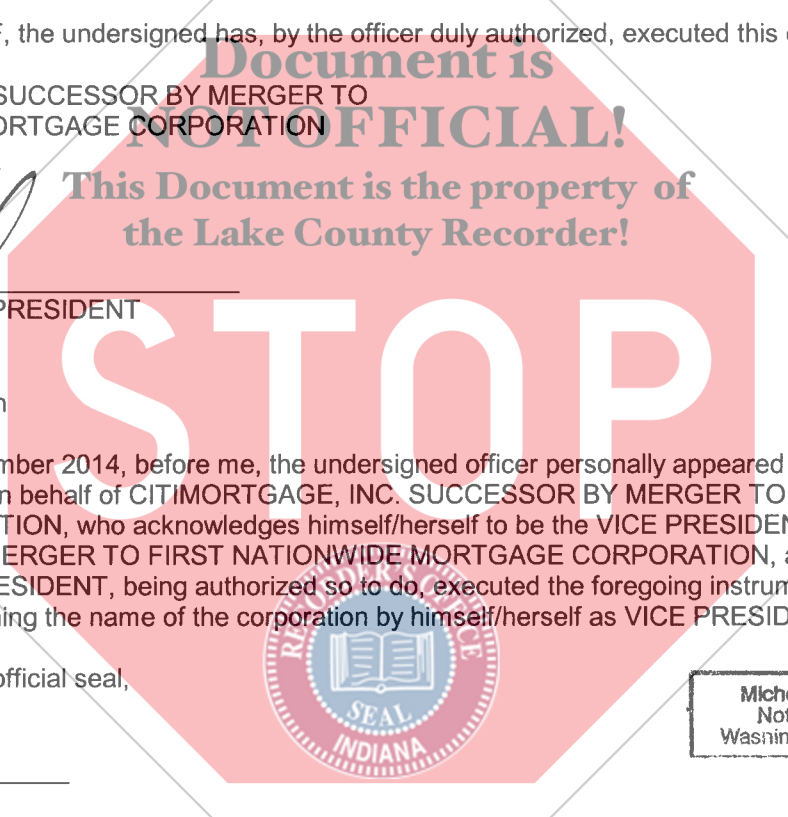 F, the undersigned has, by the officer duly authorized, executed this
Document is
SUCCESSOR BY MERGER TO
ORTGAGE CORPORATION
NOT OFFICIAL!
This Document is the property of
the Lake County Recorder!
PRESIDENT
STOP
n
mber 2014, before me, the undersigned officer personally appeared
n behalf of CITIMORTGAGE, INC. SUCCESSOR BY MERGER TO
TION, who acknowledges himself/herself to be the VICE PRESIDEN
MERGER TO FIRST NATIONWIDE MORTGAGE CORPORATION, a
ESIDENT, being authorized so to do, executed the foregoing instrum
ing the name of the corporation by himself/herself as VICE PRESID
RECORDER'S OFFICE
SEAL
INDIANA
official seal,
Miche
Not
Washin